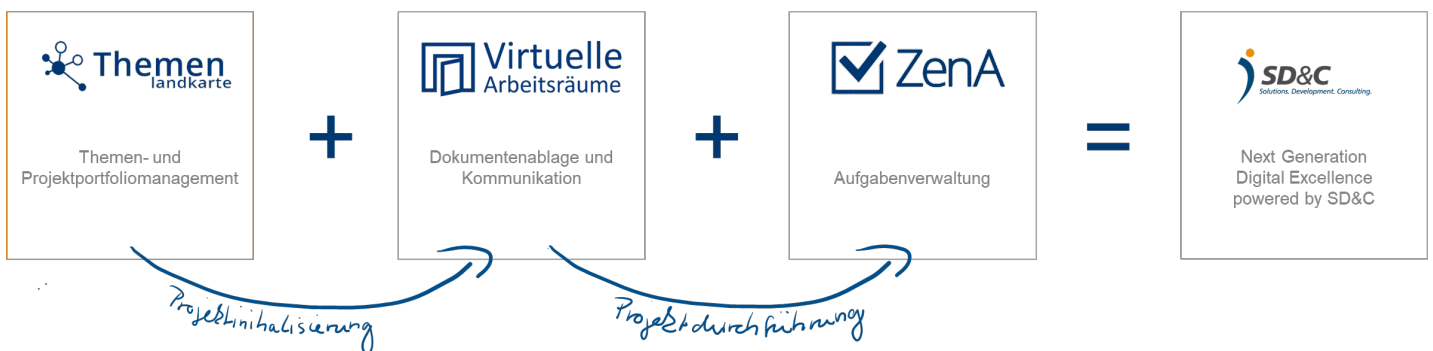 Themen
landkarte
Themen- und
Projektportfoliomanagement
+
Virtuelle
Arbeitsräume
Dokumentenablage und
Kommunikation
+
ZenA
Aufgabenverwaltung
=
SD&C
Solutions. Development. Consulting.
Next Generation
Digital Excellence
powered by SD&C
Projektinitialisierung
Projektdurchführung